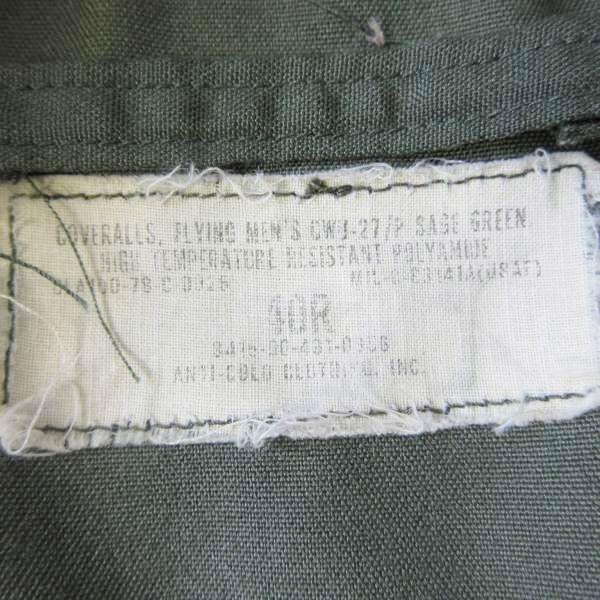 COVERALLS, FLYING MEN'S CWU-27/P SAGE GREEN
HIGH TEMPERATURE RESISTANT POLYAMIDE
MIL-C-83141A(USAF)
40R
ANTI-COLD CLOTHING, INC.